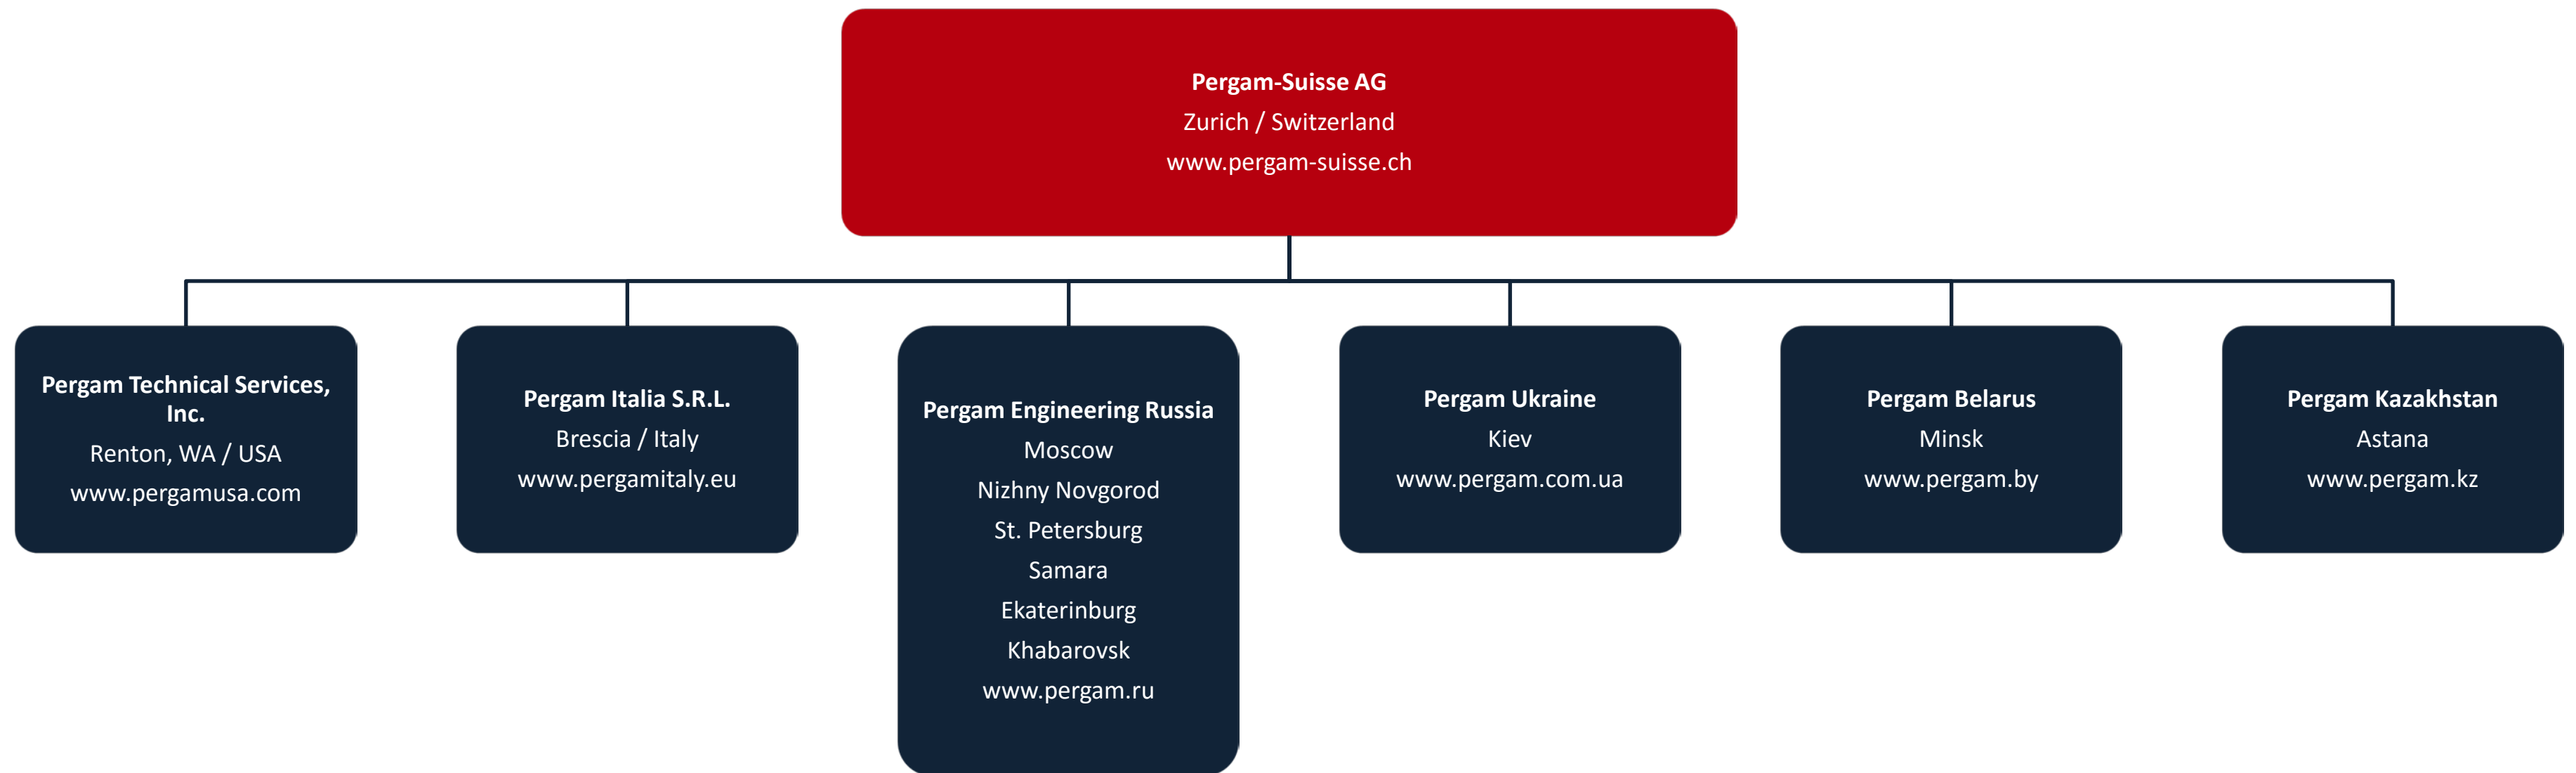 Pergam-Suisse AG
Zurich / Switzerland
www.pergam-suisse.ch
Pergam Technical Services,
Inc.
Renton, WA / USA
www.pergamusa.com
Pergam Italia S.R.L.
Brescia / Italy
www.pergamitaly.eu
Pergam Engineering Russia
Moscow
Nizhny Novgorod
St. Petersburg
Samara
Ekaterinburg
Khabarovsk
www.pergam.ru
Pergam Ukraine
Kiev
www.pergam.com.ua
Pergam Belarus
Minsk
www.pergam.by
Pergam Kazakhstan
Astana
www.pergam.kz